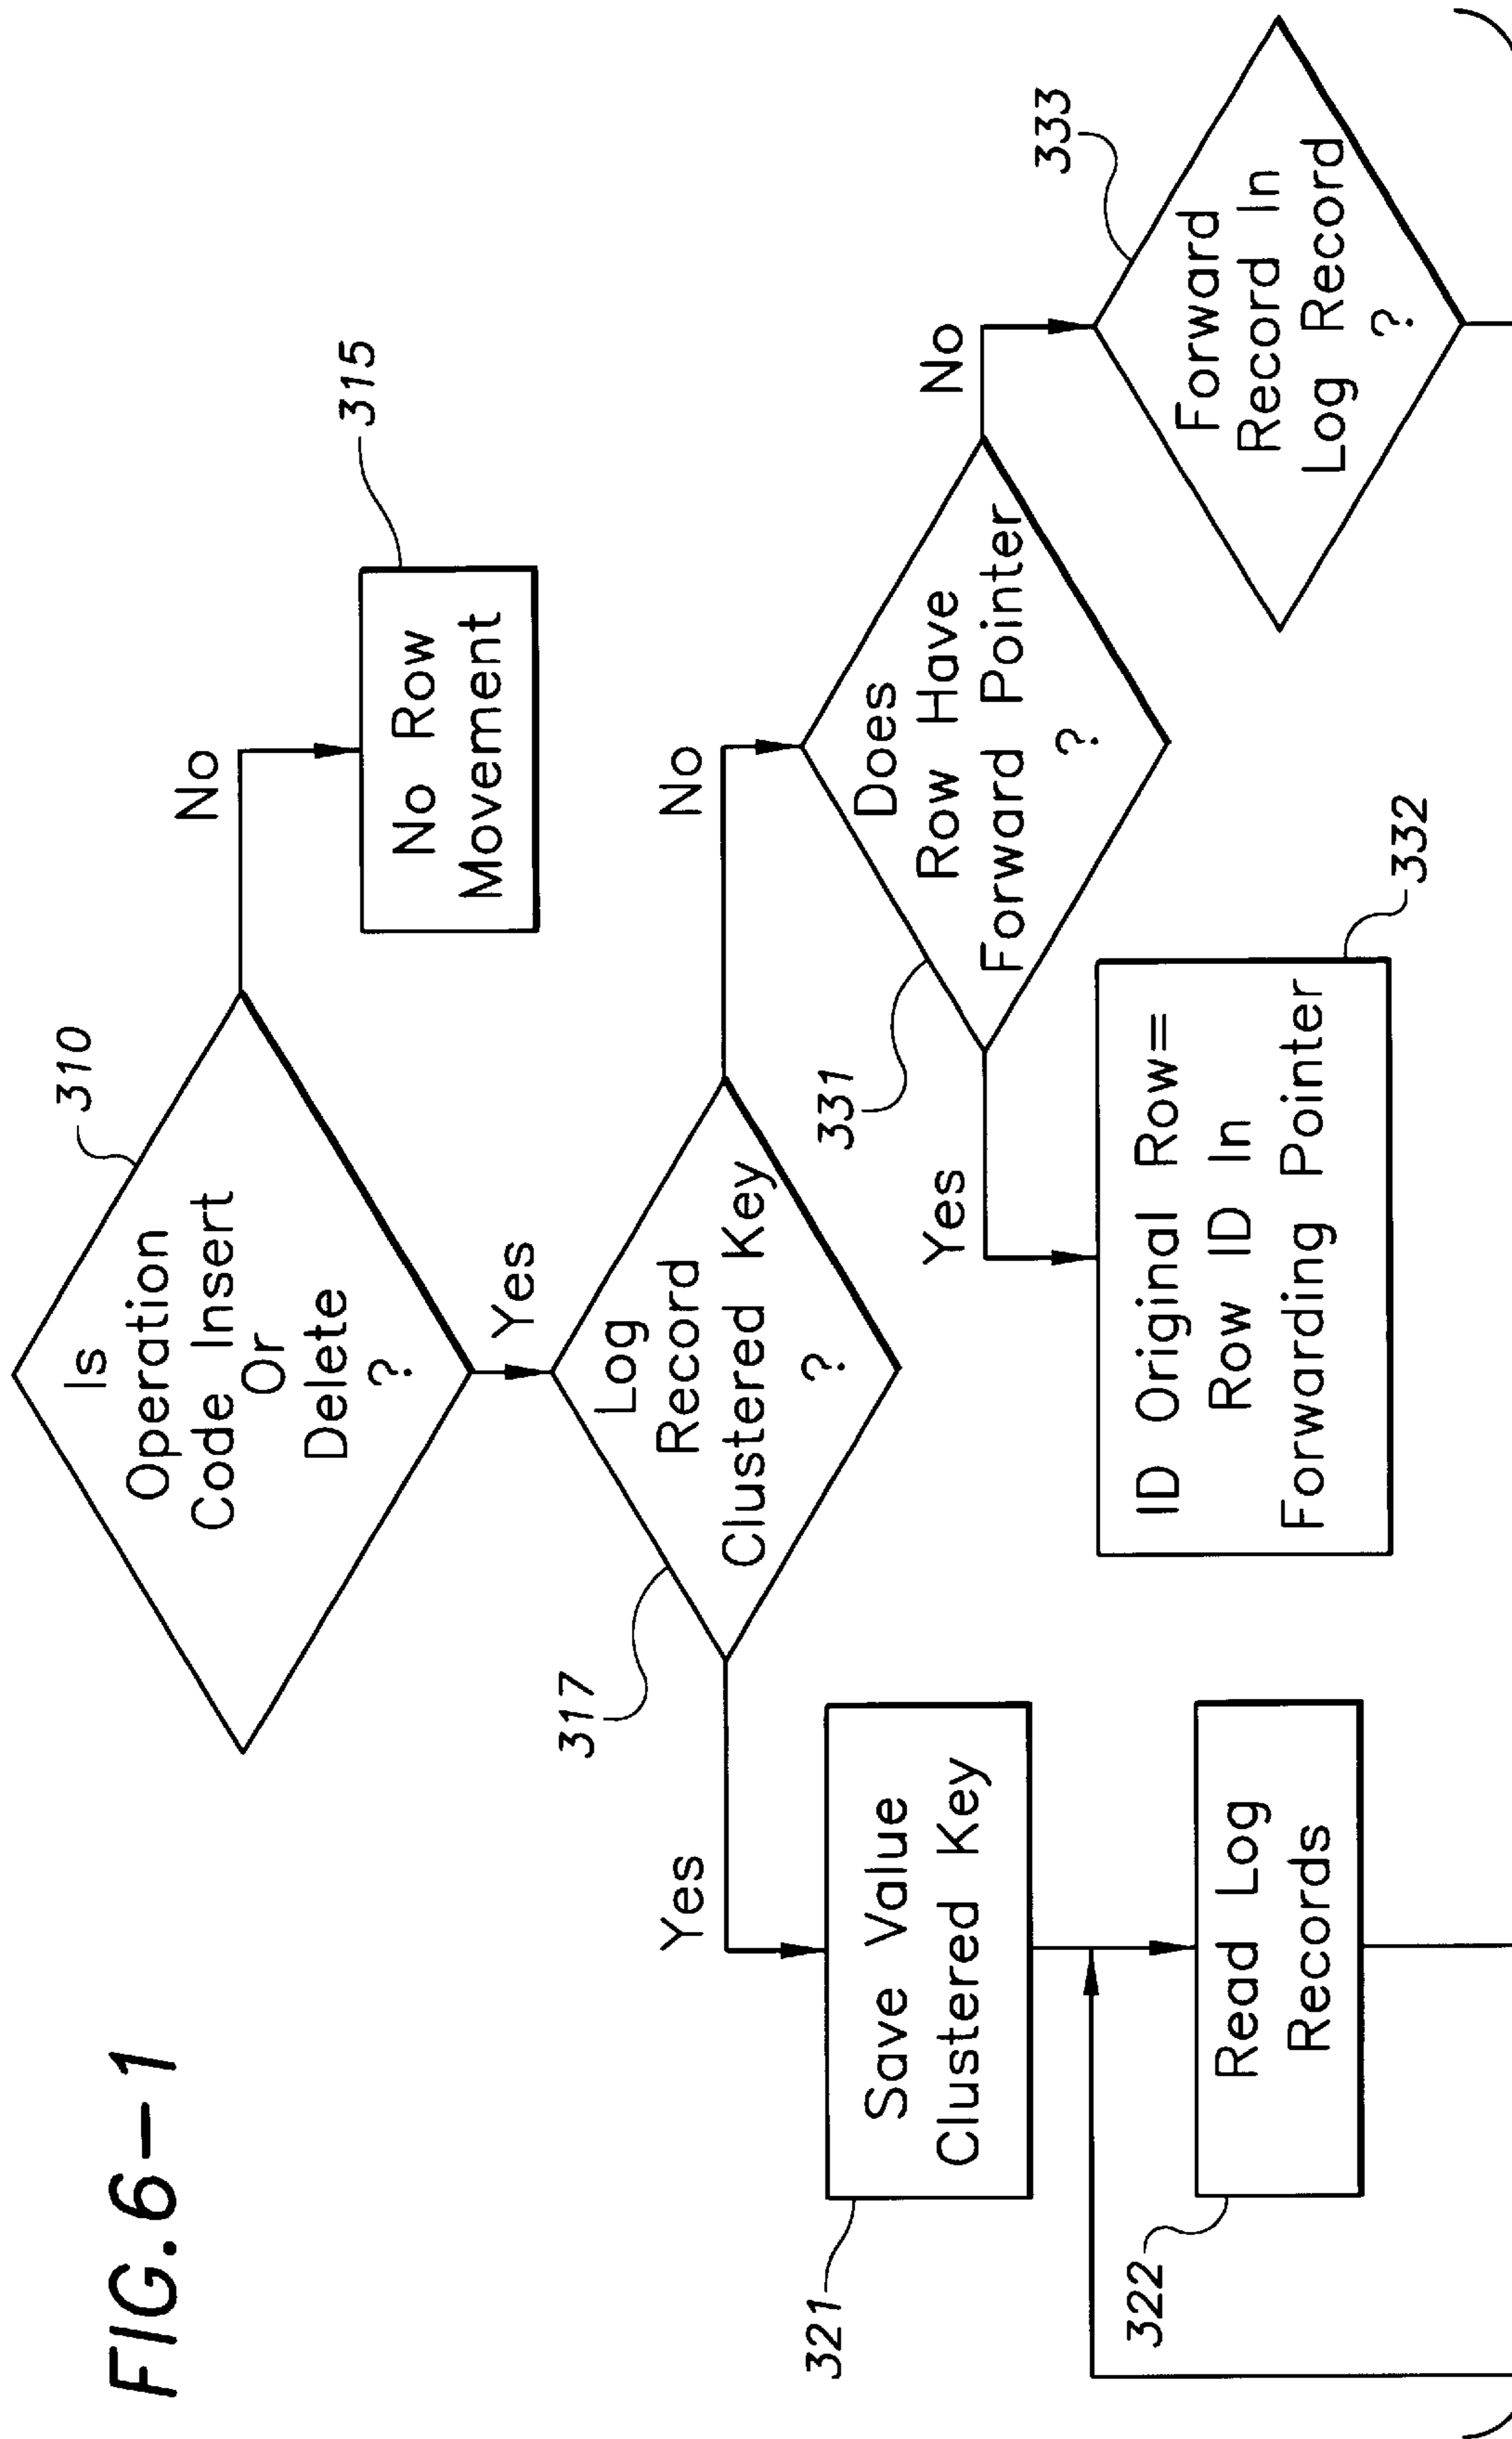 FIG. 6-1
310
Is
Operation
Code Insert
Or
Delete
?
No
315
No Row
Movement
Yes
317
Log
Record
Clustered Key
?
Yes
No
321
Save Value
Clustered Key
322
Read Log
Records
331
Does
Row Have
Forward Pointer
?
Yes
No
332
ID Original Row=
Row ID In
Forwarding Pointer
333
Forward
Record In
Log Record
?